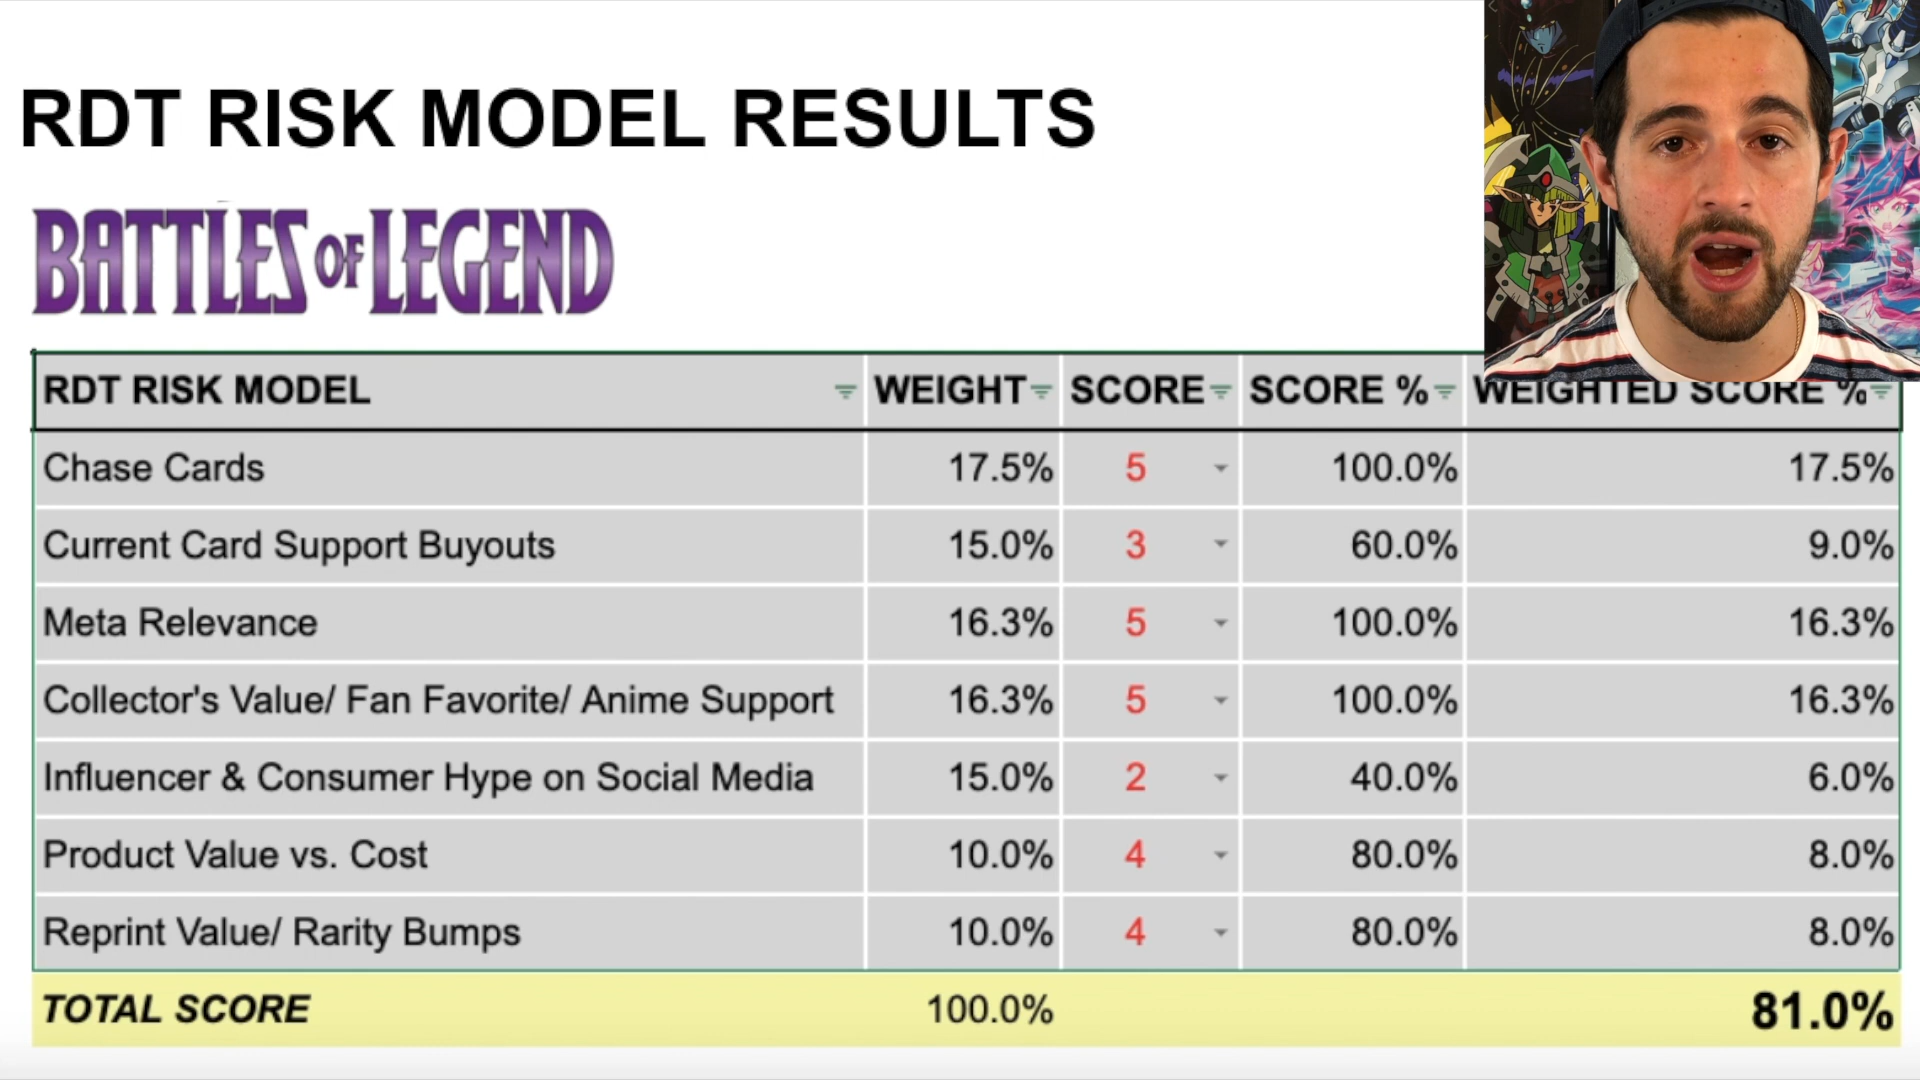 RDT RISK MODEL RESULTS
BATTLES OF LEGEND
RDT RISK MODEL WEIGHT SCORE SCORE % WEIGHTED SCORE %
Chase Cards 17.5% 5 100.0% 17.5%
Current Card Support Buyouts 15.0% 3 60.0% 9.0%
Meta Relevance 16.3% 5 100.0% 16.3%
Collector's Value/ Fan Favorite/ Anime Support 16.3% 5 100.0% 16.3%
Influencer & Consumer Hype on Social Media 15.0% 2 40.0% 6.0%
Product Value vs. Cost 10.0% 4 80.0% 8.0%
Reprint Value/ Rarity Bumps 10.0% 4 80.0% 8.0%
TOTAL SCORE 100.0% 81.0%